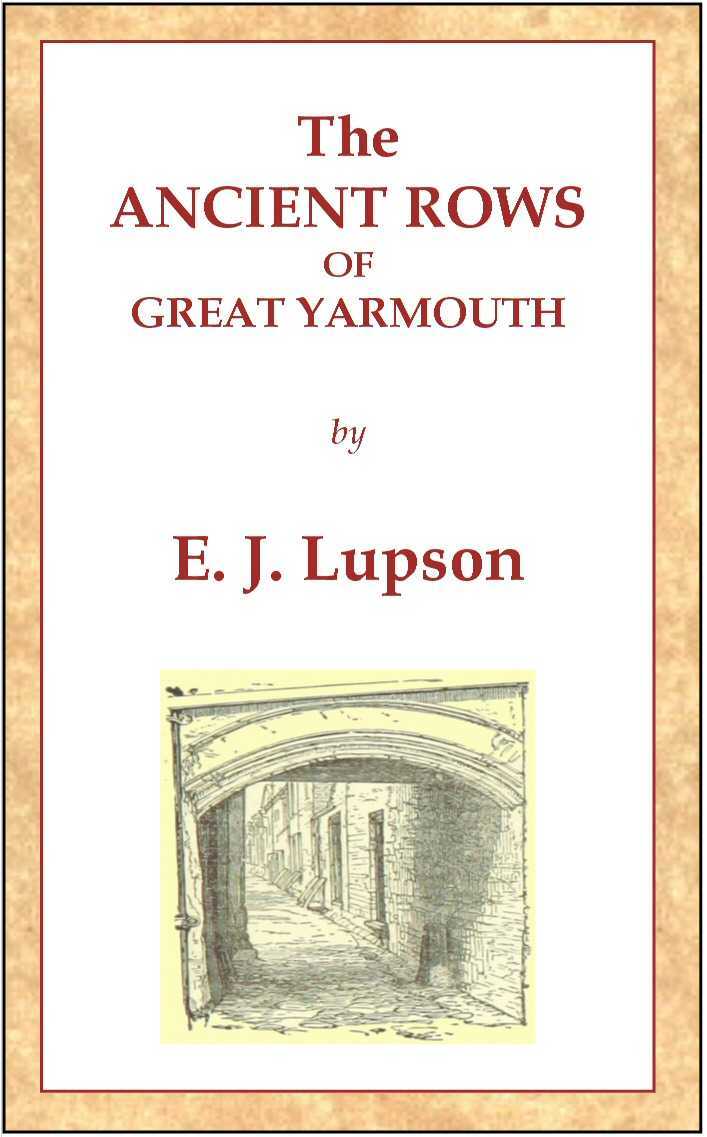 The
ANCIENT ROWS
OF
GREAT YARMOUTH
by
E. J. Lupson